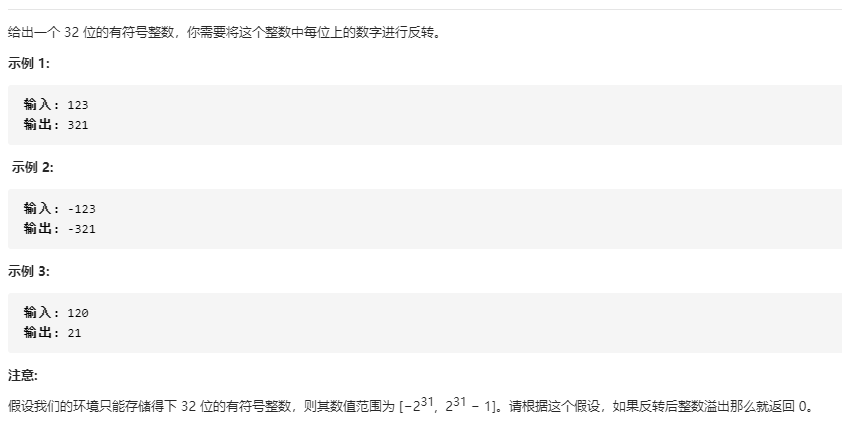 给出一个 32 位的有符号整数，你需要将这个整数中每位上的数字进行反转。
示例 1:
输入: 123
输出: 321
示例 2:
输入: -123
输出: -321
示例 3:
输入: 120
输出: 21
注意:
假设我们的环境只能存储得下 32 位的有符号整数，则其数值范围为 [−2³¹, 2³¹ − 1]。请根据这个假设，如果反转后整数溢出那么就返回 0。